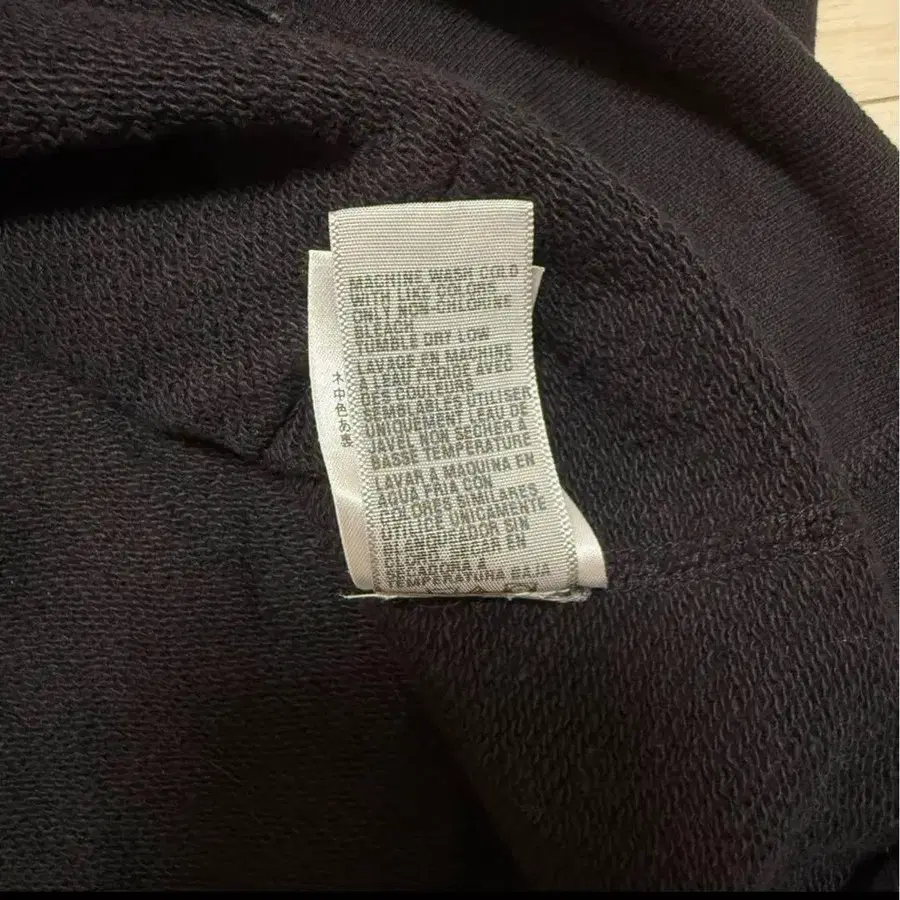 MACHINE WASH COLD
WITH LIKE COLORS
ONLY NON-CHLORINE
BLEACH
TUMBLE DRY LOW
LAVAGE EN MACHINE
A L'EAU FROIDE AVEC
DES COULEURS
SEMBLABLES UTILISER
UNIQUEMENT L'EAU DE
JAVEL NON SECHER A
BASSE TEMPERATURE
LAVAR A MAQUINA EN
AGUA FRIA CON
COLORES SIMILARES
UTILICE UNICAMENTE
BLANQUEADOR SIN
SECAR EN
SECADORA A
TEMPERATURA BAJA